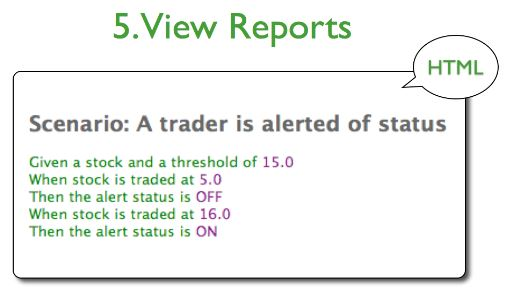 5. View Reports
HTML
Scenario: A trader is alerted of status
Given a stock and a threshold of 15.0
When stock is traded at 5.0
Then the alert status is OFF
When stock is traded at 16.0
Then the alert status is ON